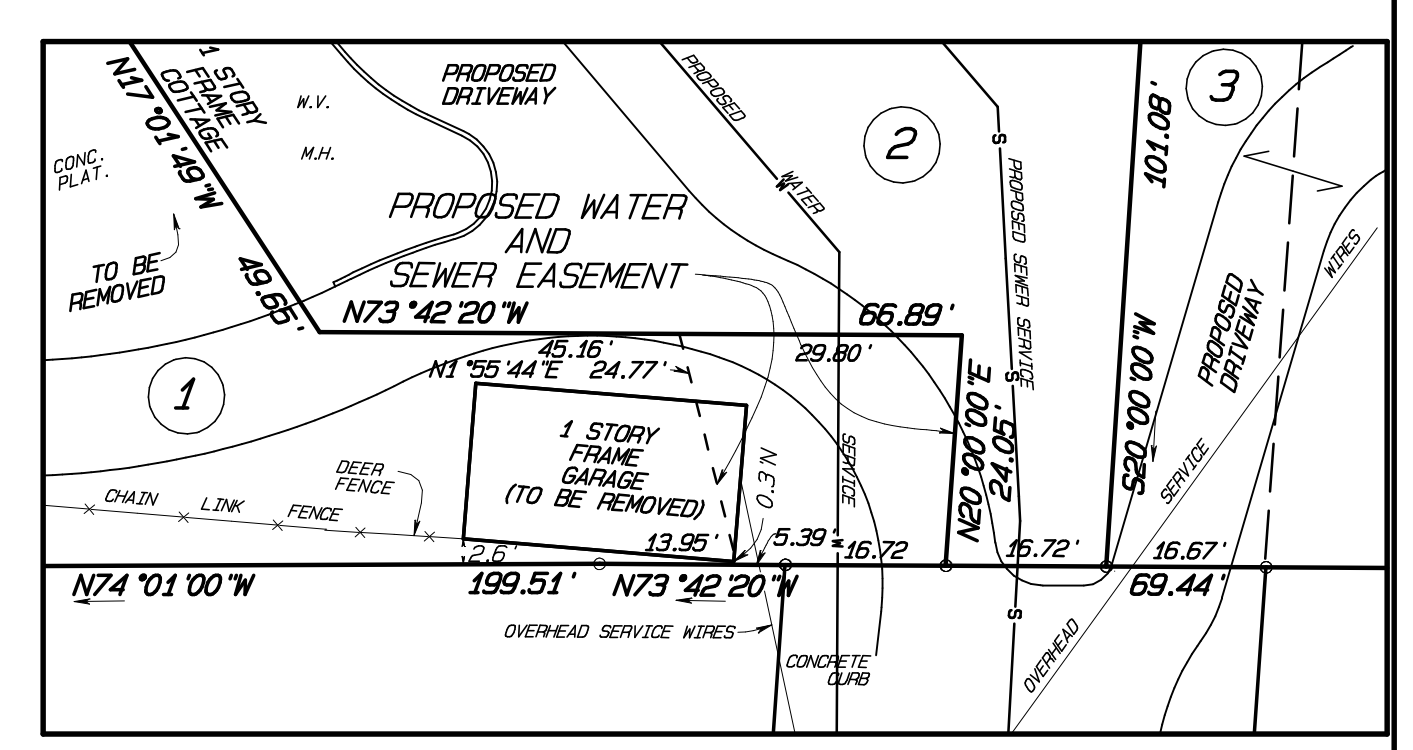 N17°01'49"W
49.65'
1 STORY
FRAME
COTTAGE
W.V.
M.H.
CONC.
PLAT.
TO BE
REMOVED
PROPOSED
DRIVEWAY
PROPOSED
WATER
W
SERVICE
W
2
S
PROPOSED SEWER SERVICE
S
S
101.08'
S20°00'00"W
3
WIRES
SERVICE
OVERHEAD
PROPOSED
DRIVEWAY
PROPOSED WATER
AND
SEWER EASEMENT
N73°42'20"W
66.89'
45.16'
29.80'
N1°55'44"E 24.77'
1
1 STORY
FRAME
GARAGE
(TO BE REMOVED)
DEER
FENCE
CHAIN LINK FENCE
N20°00'00"E
24.05'
0.3'N.
2.6'
13.95'
5.39'
16.72
16.72'
16.67'
N74°01'00"W
199.51'
N73°42'20"W
69.44'
OVERHEAD SERVICE WIRES
CONCRETE
CURB